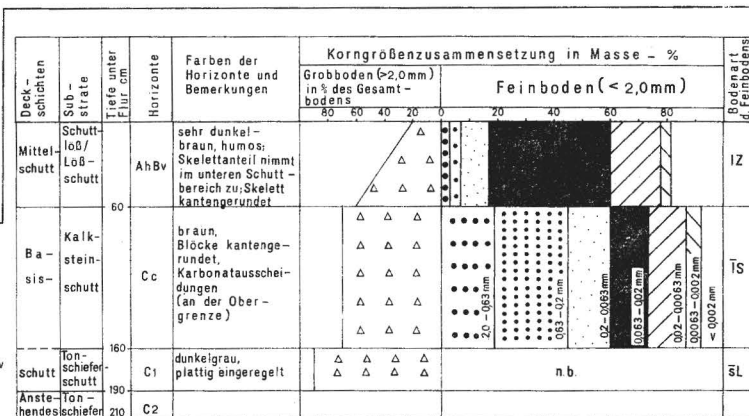 Deck-
schichten
Sub-
strate
Tiefe unter
Flur cm
Horizonte
Farben der
Horizonte und
Bemerkungen
Korngrößenzusammensetzung in Masse - %
Grobboden (>2,0mm)
in % des Gesamt-
bodens
80 60 40 20
Feinboden (< 2,0mm)
0 20 40 60 80
Bodenart
d. Feinbodens
Mittel-
schutt
Schutt-
löß/
Löß-
schutt
AhBv
sehr dunkel-
braun, humos;
Skelettanteil nimmt
im unteren Schutt-
bereich zu; Skelett
kantengerundet
lZ
60
Ba-
sis-
Kalk-
stein-
schutt
Cc
braun,
Blöcke kantenge-
rundet,
Karbonatausschei-
dungen
(an der Ober-
grenze)
2,0-0,63mm
0,63-0,2 mm
0,2-0,063mm
0,063-0,02mm
0,02-0,0063mm
0,0063-0,002mm
< 0,002 mm
l̄S
160
schutt
Ton-
schiefer-
schutt
C1
dunkelgrau,
plattig eingeregelt
n.b.
s̄L
190
Anste-
hendes
Ton-
schiefer
210
C2